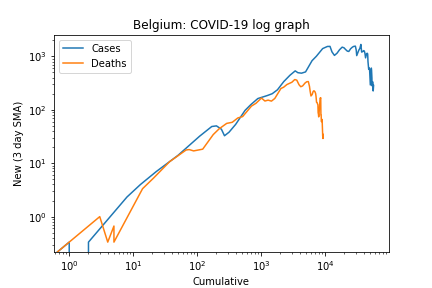 Belgium: COVID-19 log graph
Cases
Deaths
New (3 day SMA)
10³
10²
10¹
10⁰
10⁰ 10¹ 10² 10³ 10⁴
Cumulative